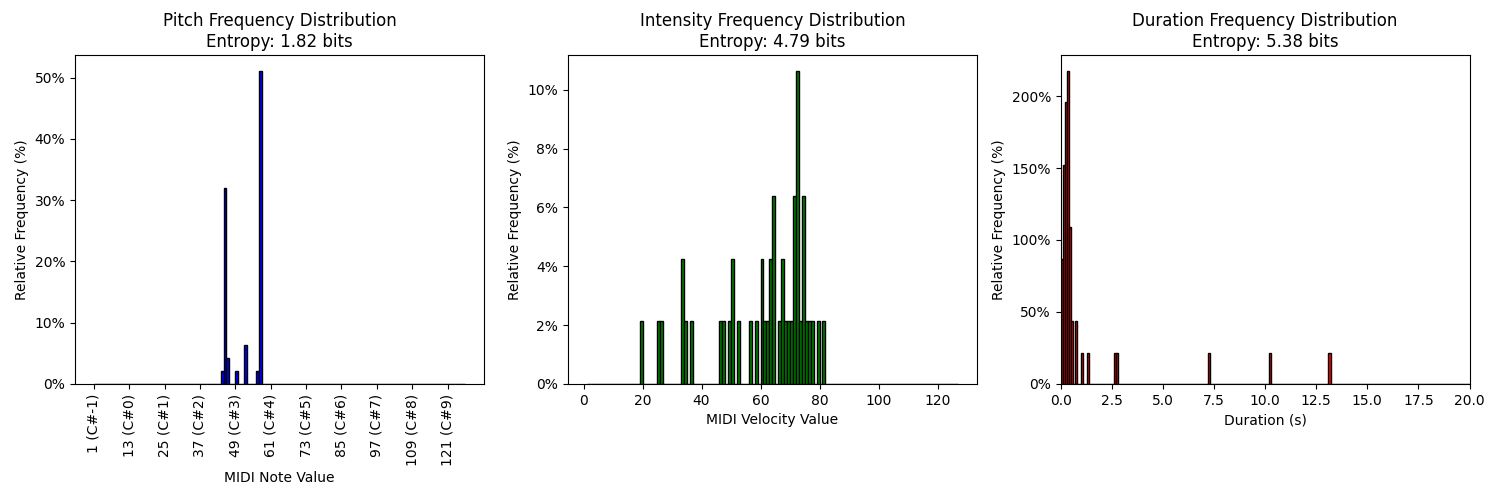 Pitch Frequency Distribution
Entropy: 1.82 bits
Relative Frequency (%)
50%
40%
30%
20%
10%
0%
1 (C#-1)
13 (C#0)
25 (C#1)
37 (C#2)
49 (C#3)
61 (C#4)
73 (C#5)
85 (C#6)
97 (C#7)
109 (C#8)
121 (C#9)
MIDI Note Value
Intensity Frequency Distribution
Entropy: 4.79 bits
Relative Frequency (%)
10%
8%
6%
4%
2%
0%
0 20 40 60 80 100 120
MIDI Velocity Value
Duration Frequency Distribution
Entropy: 5.38 bits
Relative Frequency (%)
200%
150%
100%
50%
0%
0.0 2.5 5.0 7.5 10.0 12.5 15.0 17.5 20.0
Duration (s)